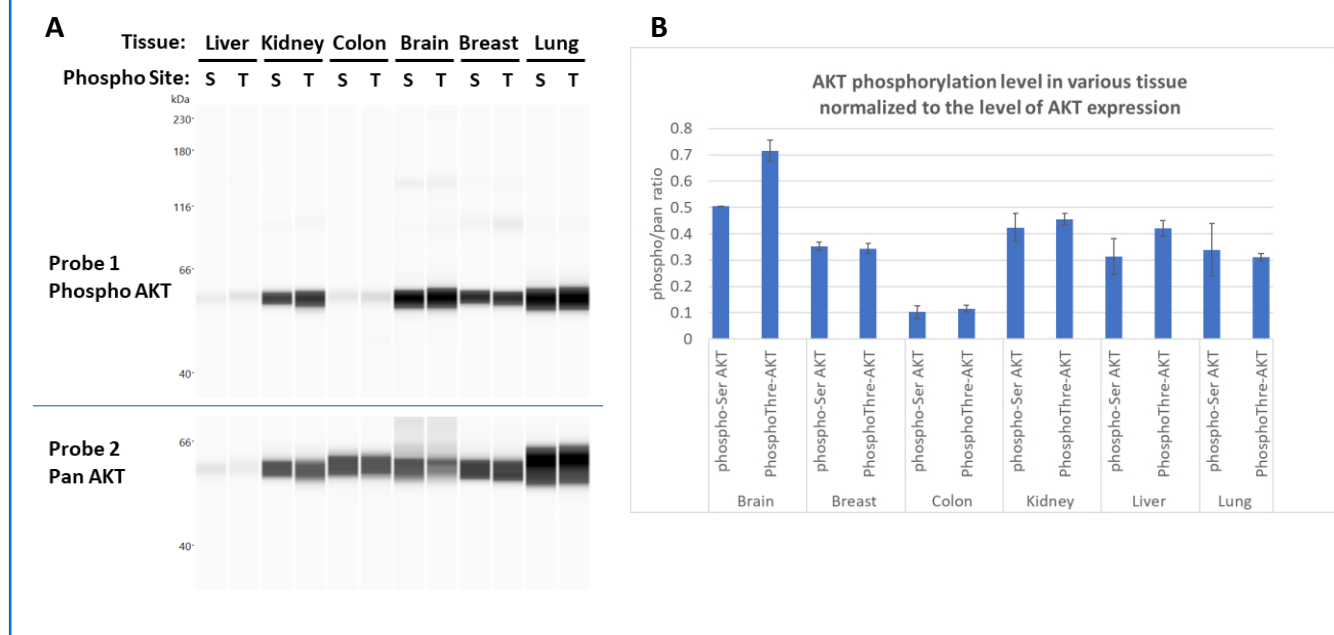 A
Tissue: Liver Kidney Colon Brain Breast Lung
Phospho Site: S T S T S T S T S T S T
kDa
230
180
116
66
40
Probe 1
Phospho AKT
66
40
Probe 2
Pan AKT
B
AKT phosphorylation level in various tissue
normalized to the level of AKT expression
phospho/pan ratio
0.8
0.7
0.6
0.5
0.4
0.3
0.2
0.1
0
phospho-Ser AKT
PhosphoThre-AKT
phospho-Ser AKT
PhosphoThre-AKT
phospho-Ser AKT
PhosphoThre-AKT
phospho-Ser AKT
PhosphoThre-AKT
phospho-Ser AKT
PhosphoThre-AKT
phospho-Ser AKT
PhosphoThre-AKT
Brain Breast Colon Kidney Liver Lung